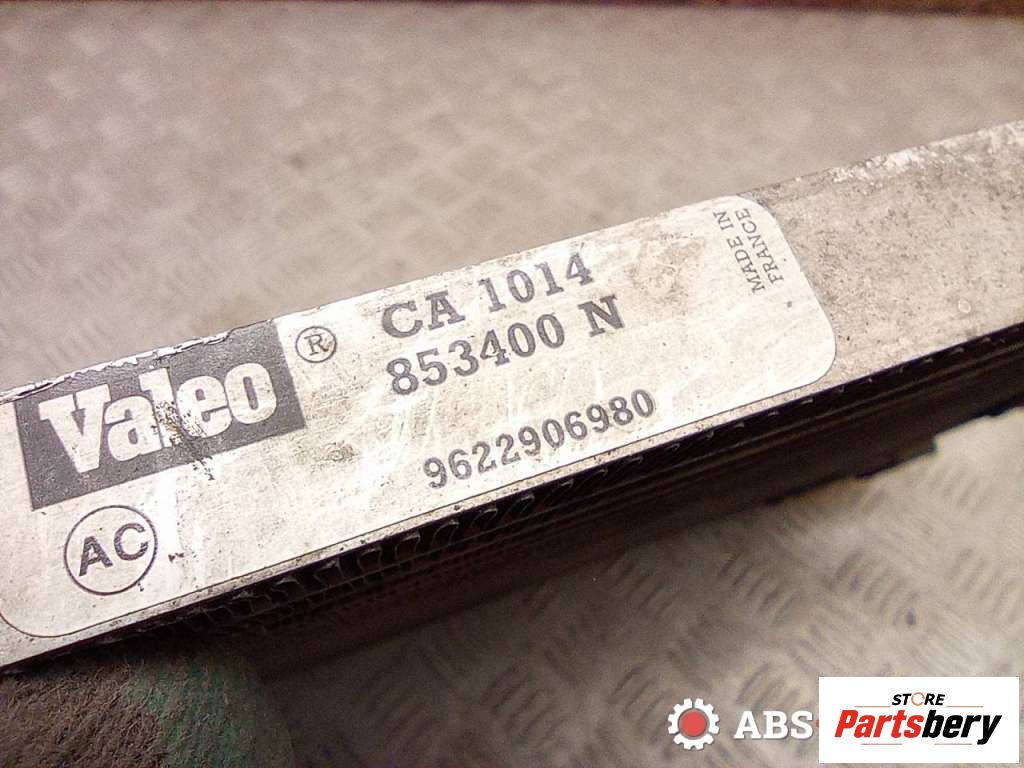 Valeo ®
CA 1014
853400 N
9622906980
AC
MADE IN
FRANCE
ABS
STORE
Partsbery